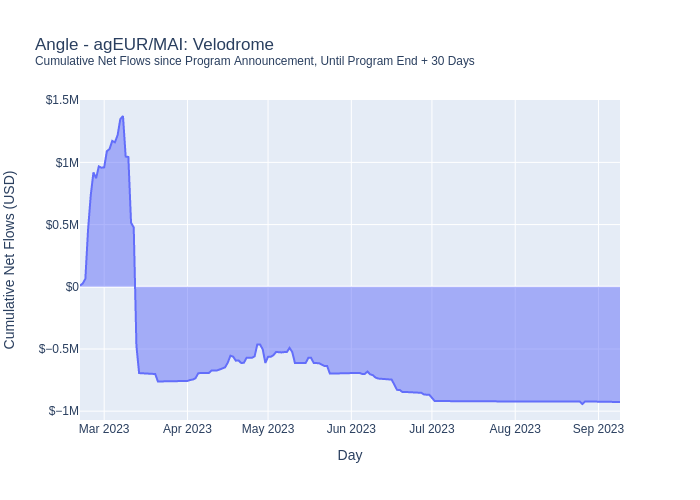 Angle - agEUR/MAI: Velodrome
Cumulative Net Flows since Program Announcement, Until Program End + 30 Days
Cumulative Net Flows (USD)
$1.5M
$1M
$0.5M
$0
$−0.5M
$−1M
Mar 2023 Apr 2023 May 2023 Jun 2023 Jul 2023 Aug 2023 Sep 2023
Day